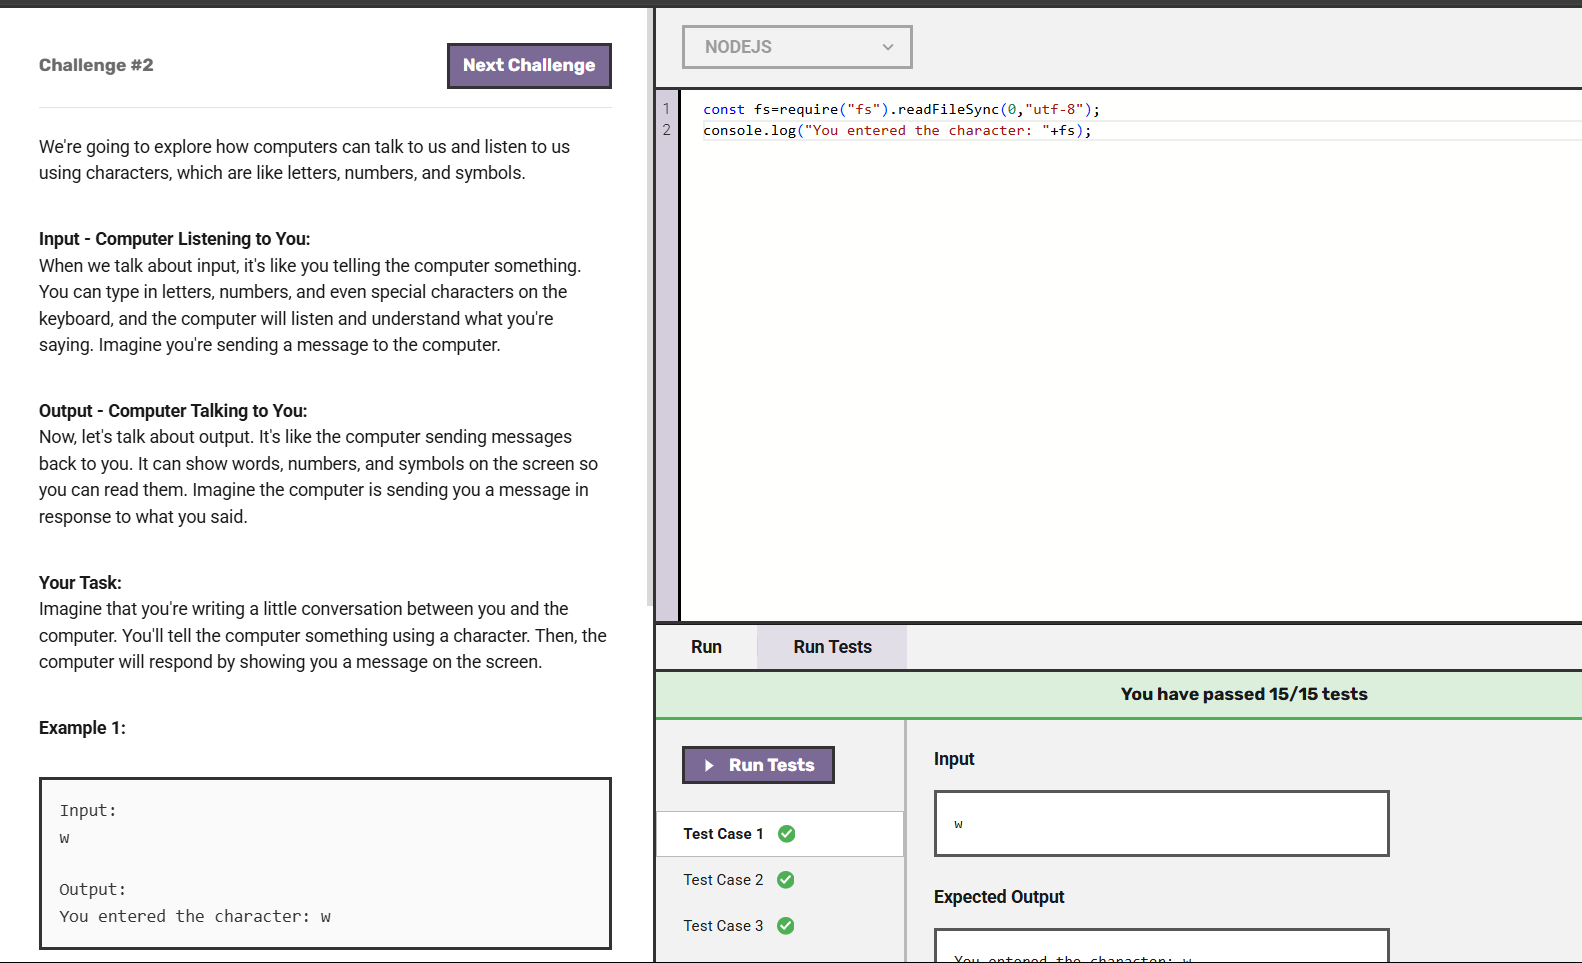 Challenge #2
Next Challenge
We're going to explore how computers can talk to us and listen to us
using characters, which are like letters, numbers, and symbols.
Input - Computer Listening to You:
When we talk about input, it's like you telling the computer something.
You can type in letters, numbers, and even special characters on the
keyboard, and the computer will listen and understand what you're
saying. Imagine you're sending a message to the computer.
Output - Computer Talking to You:
Now, let's talk about output. It's like the computer sending messages
back to you. It can show words, numbers, and symbols on the screen so
you can read them. Imagine the computer is sending you a message in
response to what you said.
Your Task:
Imagine that you're writing a little conversation between you and the
computer. You'll tell the computer something using a character. Then, the
computer will respond by showing you a message on the screen.
Example 1:
Input:
w
Output:
You entered the character: w
NODEJS
1 const fs=require("fs").readFileSync(0,"utf-8");
2 console.log("You entered the character: "+fs);
Run
Run Tests
You have passed 15/15 tests
Run Tests
Test Case 1
Test Case 2
Test Case 3
Input
w
Expected Output
You entered the character: w